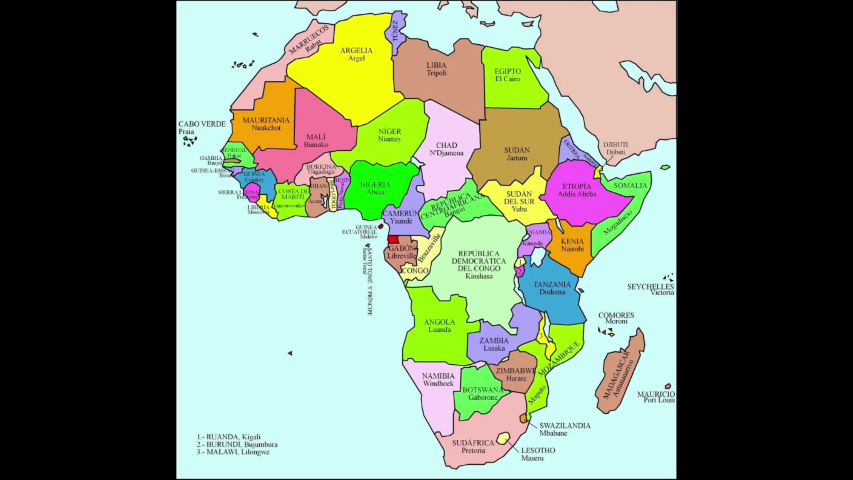 MARRUECOS
Rabat
ARGELIA
Argel
TÚNEZ
LIBIA
Trípoli
EGIPTO
El Cairo
MAURITANIA
Nuakchot
MALÍ
Bamako
NÍGER
Niamey
CHAD
N'Djamena
SUDÁN
Jartum
ERITREA
DJIBUTI
Djibuti
CABO VERDE
Praia
SENEGAL
Dakar
GAMBIA
Banjul
GUINEA-BISS
GUINEA
Conakry
SIERRA LEONA
LIBERIA
Monrovia
COSTA DE
MARFIL
BURKINA
Uagadugú
GHANA
Accra
TOGO
BENÍN
NIGERIA
Abuja
CAMERÚN
Yaundé
REPÚBLICA
CENTROAFRICANA
Bangui
SUDÁN
DEL SUR
Yuba
ETIOPÍA
Addis Abeba
SOMALIA
Mogadiscio
GUINEA
ECUATORIAL
Malabo
SANTO TOMÉ Y PRÍNCIPE
Santo Tomé
GABÓN
Libreville
CONGO
Brazzaville
REPÚBLICA
DEMOCRÁTICA
DEL CONGO
Kinshasa
UGANDA
Kampala
KENIA
Nairobi
1
2
TANZANIA
Dodoma
SEYCHELLES
Victoria
COMORES
Moroni
ANGOLA
Luanda
ZAMBIA
Lusaka
3
MOZAMBIQUE
Maputo
ZIMBABWE
Harare
MADAGASCAR
Antananarivo
MAURICIO
Port Louis
NAMIBIA
Windhoek
BOTSWANA
Gaborone
SWAZILANDIA
Mbabane
SUDÁFRICA
Pretoria
LESOTHO
Maseru
1.- RUANDA, Kigali
2.- BURUNDI, Bujumbura
3.- MALAWI, Lilongwe